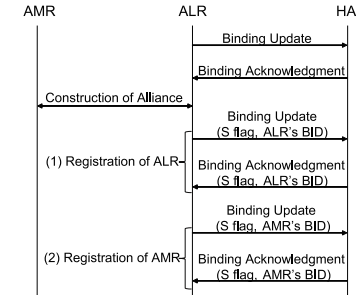 AMR ALR HA
Binding Update
Binding Acknowledgment
Construction of Alliance
Binding Update
(S flag, ALR's BID)
(1) Registration of ALR
Binding Acknowledgment
(S flag, ALR's BID)
Binding Update
(S flag, AMR's BID)
(2) Registration of AMR
Binding Acknowledgment
(S flag, AMR's BID)